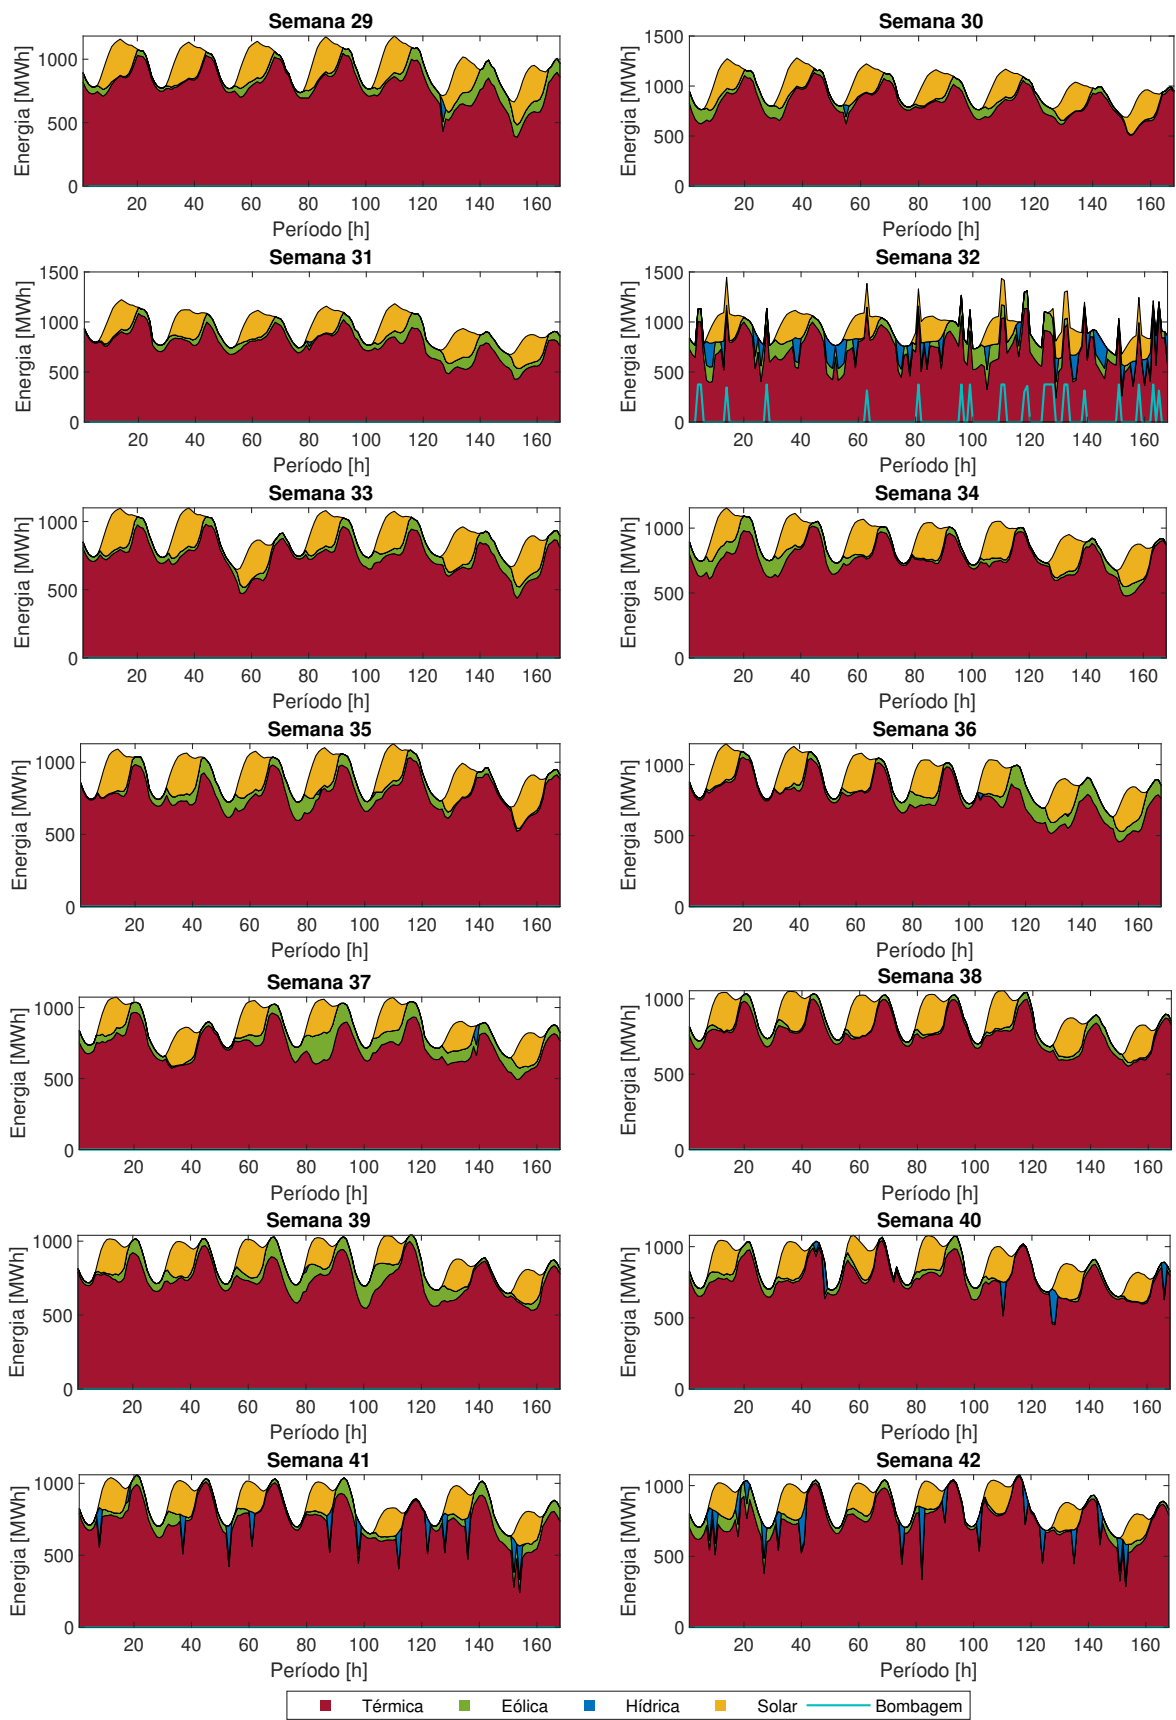 Semana 29
Energia [MWh]
1000
500
0
20 40 60 80 100 120 140 160
Período [h]
Semana 30
Energia [MWh]
1500
1000
500
0
20 40 60 80 100 120 140 160
Período [h]
Semana 31
Energia [MWh]
1500
1000
500
0
20 40 60 80 100 120 140 160
Período [h]
Semana 32
Energia [MWh]
1500
1000
500
0
20 40 60 80 100 120 140 160
Período [h]
Semana 33
Energia [MWh]
1000
500
0
20 40 60 80 100 120 140 160
Período [h]
Semana 34
Energia [MWh]
1000
500
0
20 40 60 80 100 120 140 160
Período [h]
Semana 35
Energia [MWh]
1000
500
0
20 40 60 80 100 120 140 160
Período [h]
Semana 36
Energia [MWh]
1000
500
0
20 40 60 80 100 120 140 160
Período [h]
Semana 37
Energia [MWh]
1000
500
0
20 40 60 80 100 120 140 160
Período [h]
Semana 38
Energia [MWh]
1000
500
0
20 40 60 80 100 120 140 160
Período [h]
Semana 39
Energia [MWh]
1000
500
0
20 40 60 80 100 120 140 160
Período [h]
Semana 40
Energia [MWh]
1000
500
0
20 40 60 80 100 120 140 160
Período [h]
Semana 41
Energia [MWh]
1000
500
0
20 40 60 80 100 120 140 160
Período [h]
Semana 42
Energia [MWh]
1000
500
0
20 40 60 80 100 120 140 160
Período [h]
Térmica Eólica Hídrica Solar Bombagem